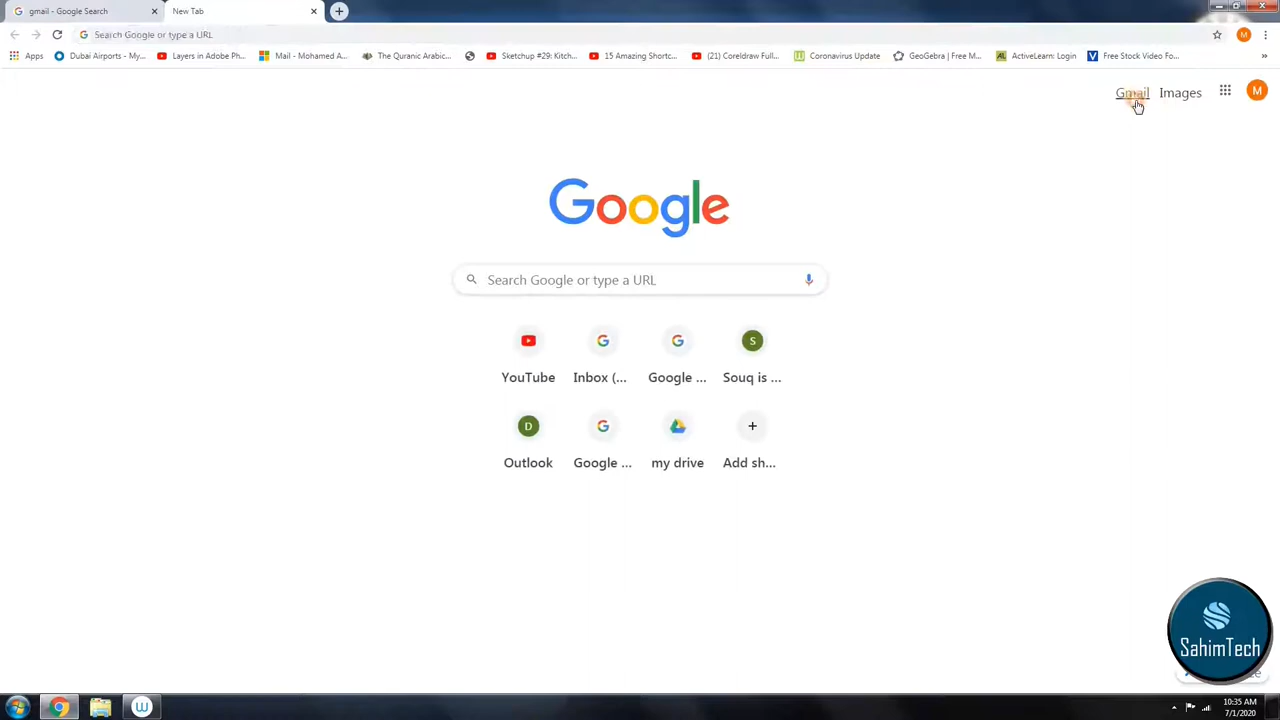 gmail - Google Search
New Tab
Search Google or type a URL
Apps
Dubai Airports - My...
Layers in Adobe Ph...
Mail - Mohamed A...
The Quranic Arabic...
Sketchup #29: Kitch...
15 Amazing Shortc...
(21) Coreldraw Full...
Coronavirus Update
GeoGebra | Free M...
ActiveLearn: Login
Free Stock Video Fo...
M
Gmail
Images
M
Google
Search Google or type a URL
S
YouTube
Inbox (...
Google ...
Souq is ...
D
Outlook
Google ...
my drive
Add sh...
SahimTech
10:35 AM
7/1/2020